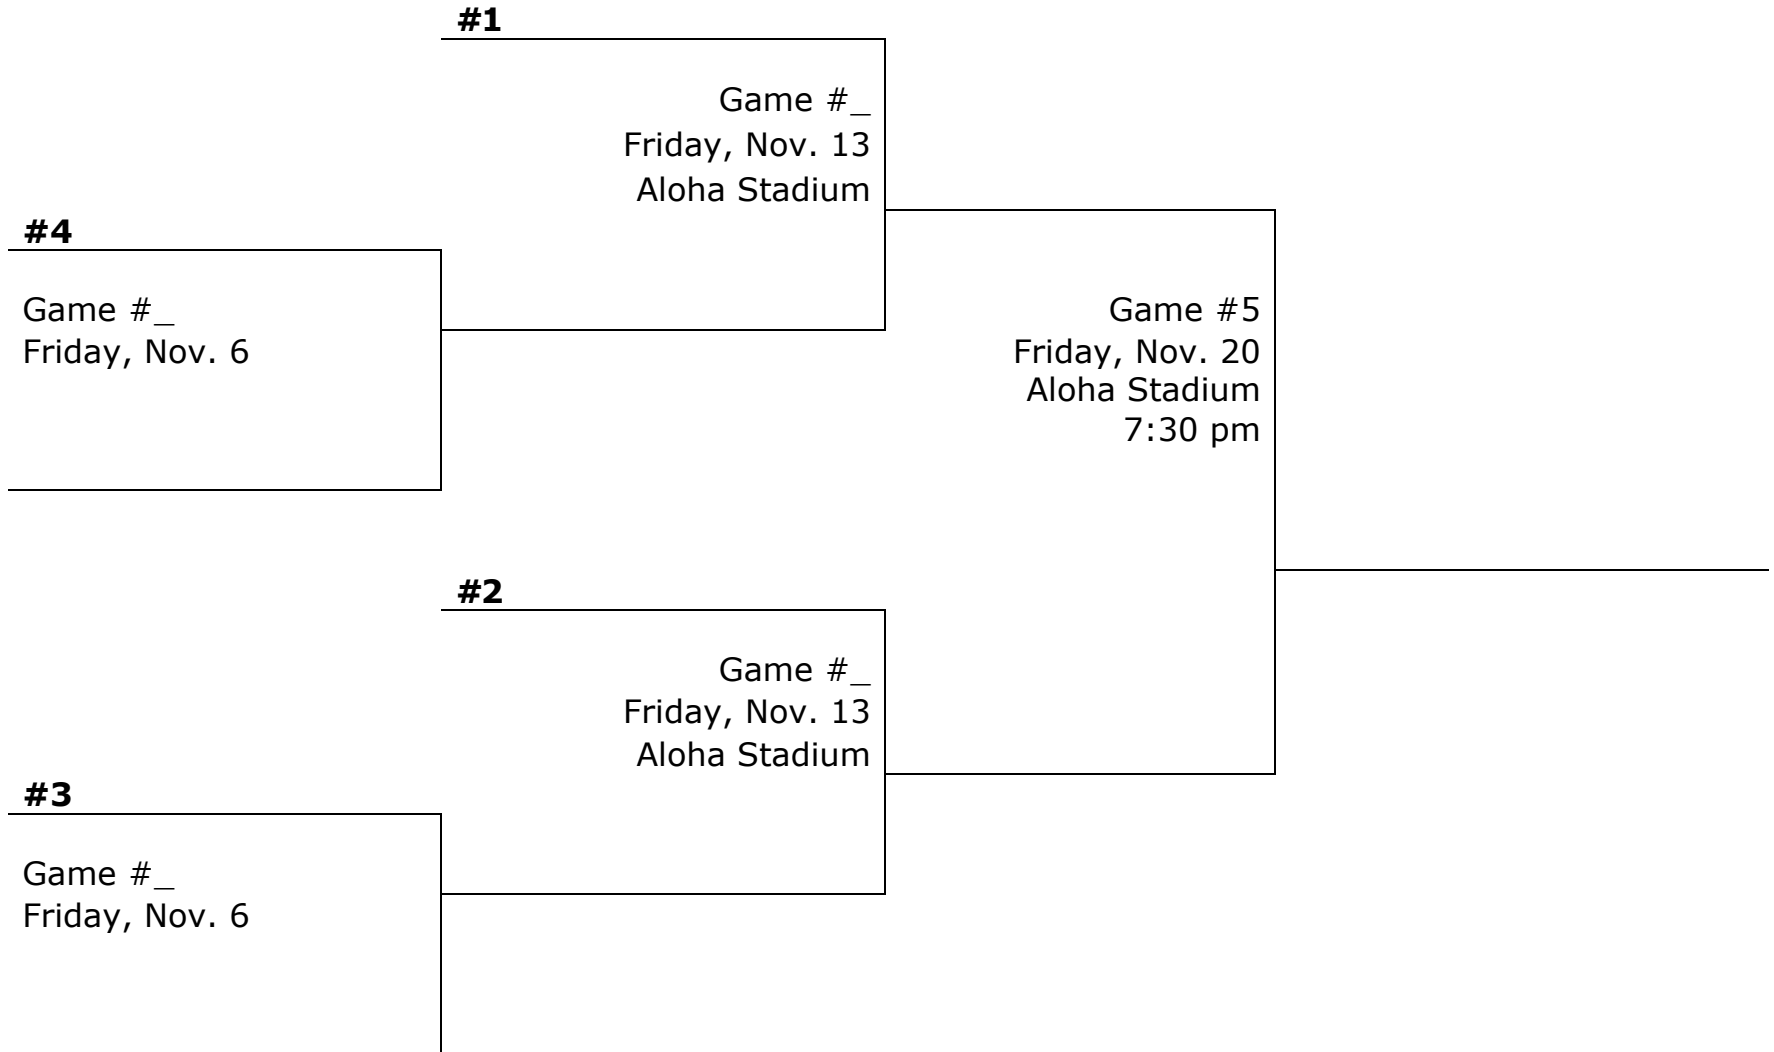 #1
Game #_
Friday, Nov. 13
Aloha Stadium
#4
Game #_
Friday, Nov. 6
Game #5
Friday, Nov. 20
Aloha Stadium
7:30 pm
#2
Game #_
Friday, Nov. 13
Aloha Stadium
#3
Game #_
Friday, Nov. 6